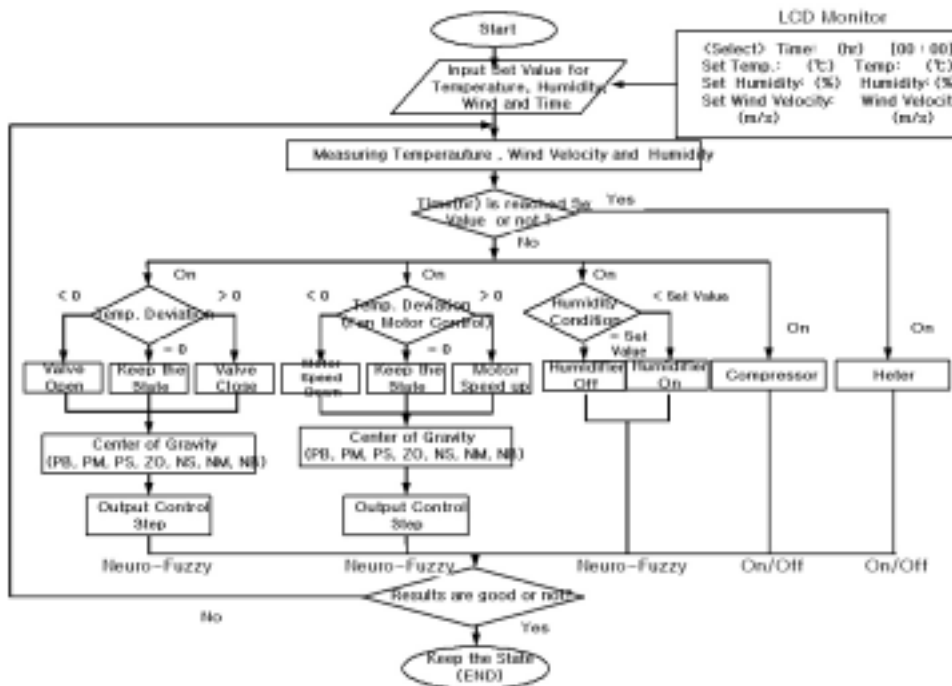 LCD Monitor
Start
<Select> Time: (hr) [00 : 00]
Set Temp.: (℃) Temp: (℃)
Set Humidity: (%) Humidity: (%
Set Wind Velocity: Wind Velocit
(m/s) (m/s)
Input Set Value for
Temperature, Humidity,
Wind and Time
Measuring Temperauture , Wind Velocity and Humidity
Time(hr) is reached Se
Value or not ?
Yes
No
On
On
On
< 0
Temp. Deviation
> 0
= 0
< 0
Temp. Deviation
(Fan Motor Control)
> 0
= 0
Humidity
Condition
< Set Value
= Set
Value
On
On
Valve
Open
Keep the
State
Valve
Close
Motor
Speed
Down
Keep the
State
Motor
Speed up
Humidifier
Off
Humidifier
On
Compressor
Heter
Center of Gravity
(PB, PM, PS, ZO, NS, NM, NB)
Center of Gravity
(PB, PM, PS, ZO, NS, NM, NB)
Output Control
Step
Output Control
Step
Neuro-Fuzzy
Neuro-Fuzzy
Neuro-Fuzzy
On/Off
On/Off
Results are good or not?
No
Yes
Keep the State
(END)